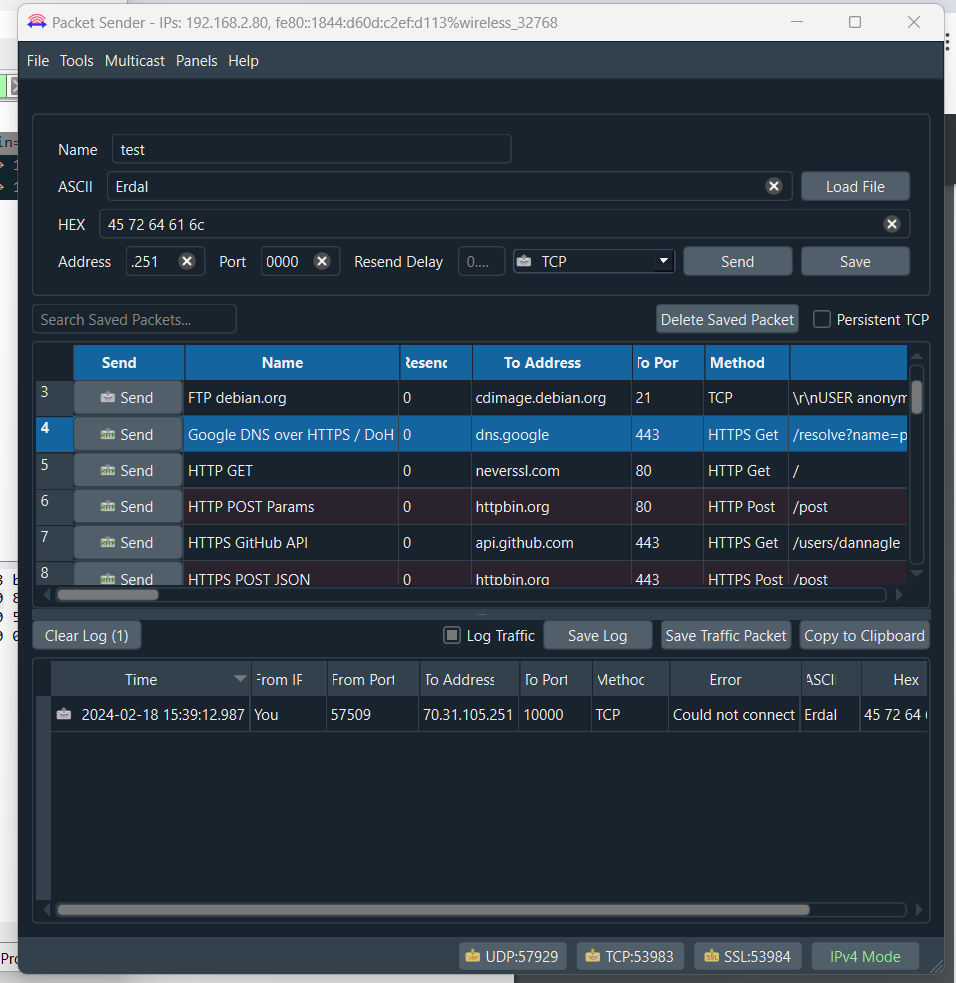 Packet Sender - IPs: 192.168.2.80, fe80::1844:d60d:c2ef:d113%wireless_32768
File Tools Multicast Panels Help
Name test
ASCII Erdal Load File
HEX 45 72 64 61 6c
Address .251 Port 0000 Resend Delay 0.... TCP Send Save
Search Saved Packets... Delete Saved Packet Persistent TCP
Send Name Resend To Address To Por Method
3 Send FTP debian.org 0 cdimage.debian.org 21 TCP \r\nUSER anonym
4 Send Google DNS over HTTPS / DoH 0 dns.google 443 HTTPS Get /resolve?name=p
5 Send HTTP GET 0 neverssl.com 80 HTTP Get /
6 Send HTTP POST Params 0 httpbin.org 80 HTTP Post /post
7 Send HTTPS GitHub API 0 api.github.com 443 HTTPS Get /users/dannagle
8 Send HTTPS POST JSON 0 httpbin.org 443 HTTPS Post /post
Clear Log (1) Log Traffic Save Log Save Traffic Packet Copy to Clipboard
Time From IP From Port To Address To Port Method Error ASCII Hex
2024-02-18 15:39:12.987 You 57509 70.31.105.251 10000 TCP Could not connect Erdal 45 72 64 6
UDP:57929 TCP:53983 SSL:53984 IPv4 Mode